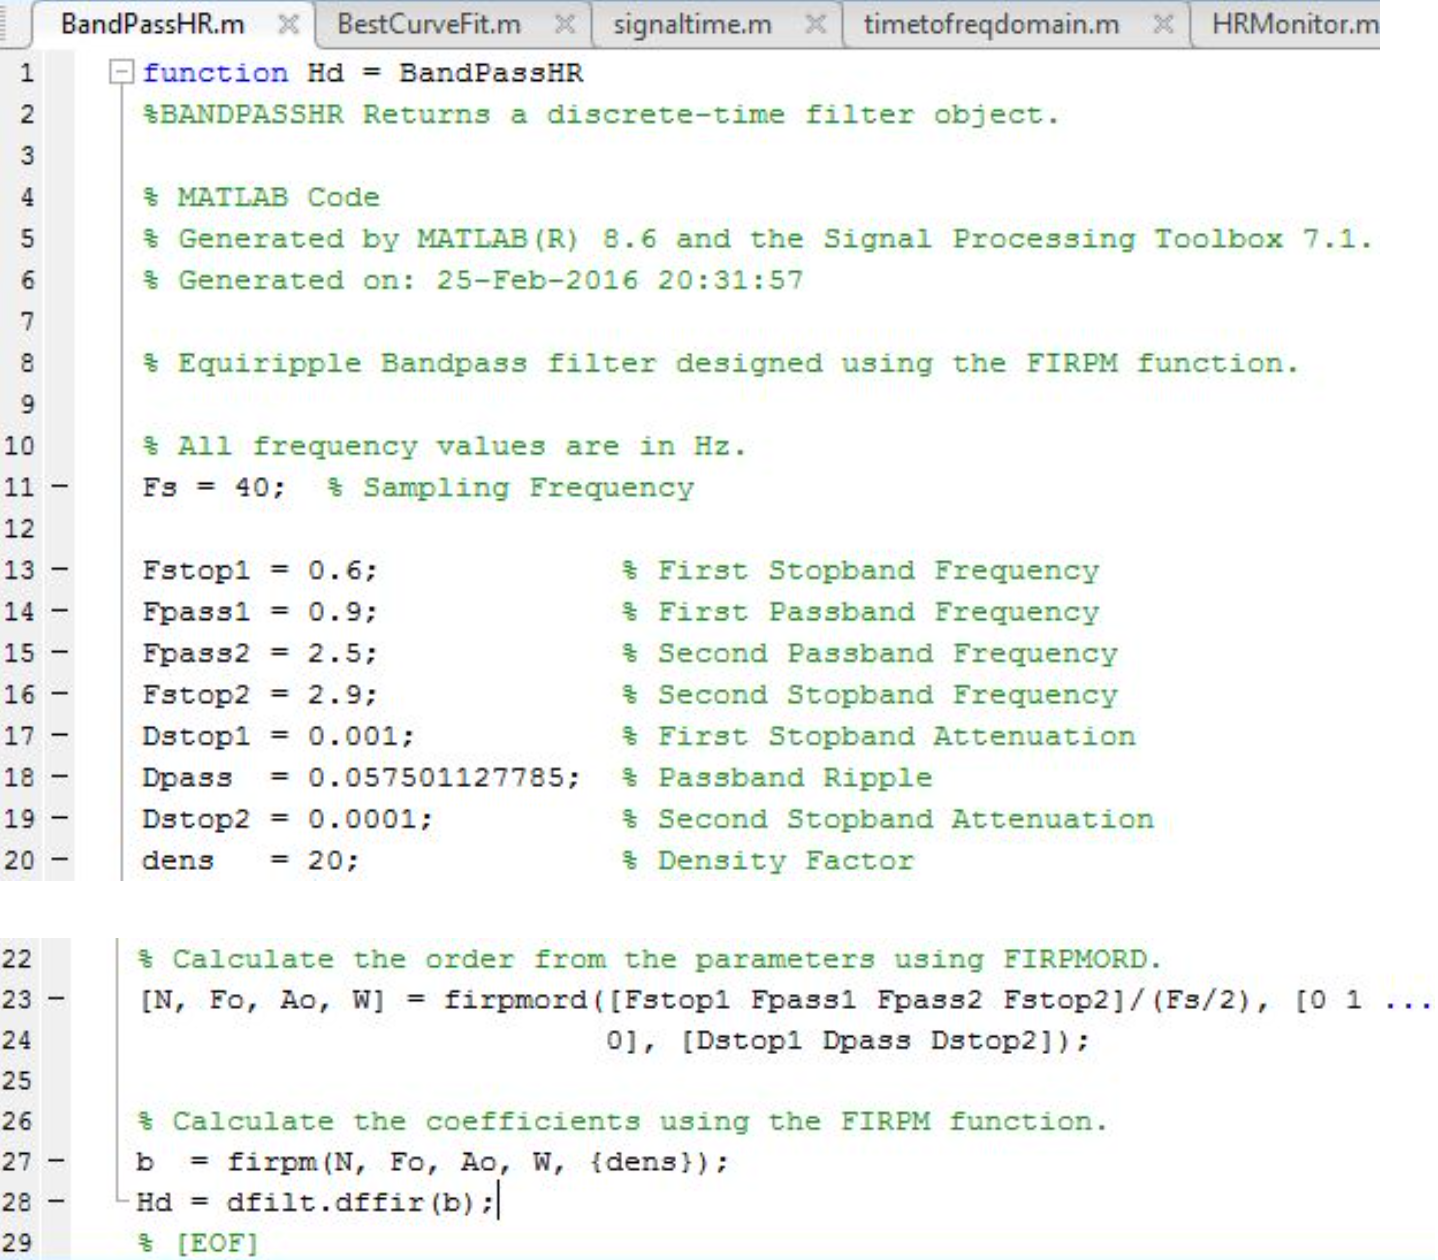 BandPassHR.m BestCurveFit.m signaltime.m timetofreqdomain.m HRMonitor.m
1 function Hd = BandPassHR
2 %BANDPASSHR Returns a discrete-time filter object.
3
4 % MATLAB Code
5 % Generated by MATLAB(R) 8.6 and the Signal Processing Toolbox 7.1.
6 % Generated on: 25-Feb-2016 20:31:57
7
8 % Equiripple Bandpass filter designed using the FIRPM function.
9
10 % All frequency values are in Hz.
11 - Fs = 40; % Sampling Frequency
12
13 - Fstop1 = 0.6; % First Stopband Frequency
14 - Fpass1 = 0.9; % First Passband Frequency
15 - Fpass2 = 2.5; % Second Passband Frequency
16 - Fstop2 = 2.9; % Second Stopband Frequency
17 - Dstop1 = 0.001; % First Stopband Attenuation
18 - Dpass = 0.057501127785; % Passband Ripple
19 - Dstop2 = 0.0001; % Second Stopband Attenuation
20 - dens = 20; % Density Factor
22 % Calculate the order from the parameters using FIRPMORD.
23 - [N, Fo, Ao, W] = firpmord([Fstop1 Fpass1 Fpass2 Fstop2]/(Fs/2), [0 1 ...
24 0], [Dstop1 Dpass Dstop2]);
25
26 % Calculate the coefficients using the FIRPM function.
27 - b = firpm(N, Fo, Ao, W, {dens});
28 - Hd = dfilt.dffir(b);
29 % [EOF]